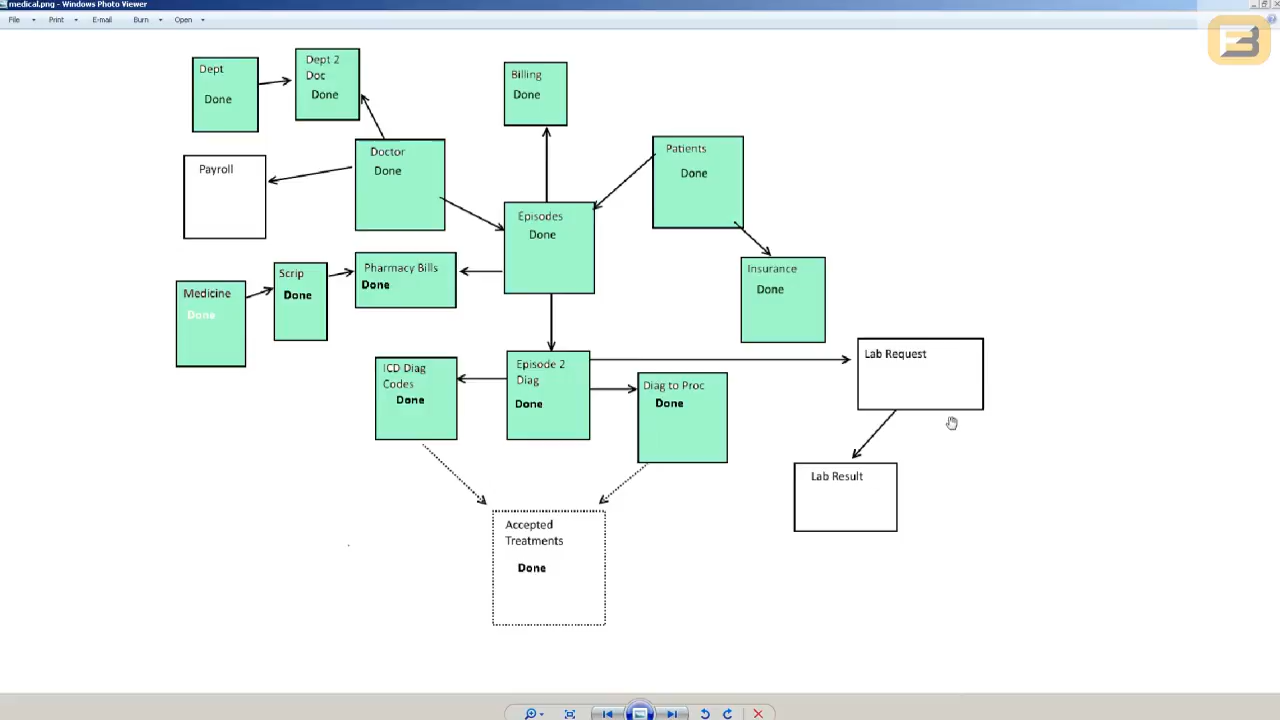 medical.png - Windows Photo Viewer
File Print E-mail Burn Open
Dept
Done
Dept 2
Doc
Done
Billing
Done
Doctor
Done
Patients
Done
Payroll
Episodes
Done
Pharmacy Bills
Done
Scrip
Done
Medicine
Done
Insurance
Done
ICD Diag
Codes
Done
Episode 2
Diag
Done
Diag to Proc
Done
Lab Request
Lab Result
Accepted
Treatments
Done